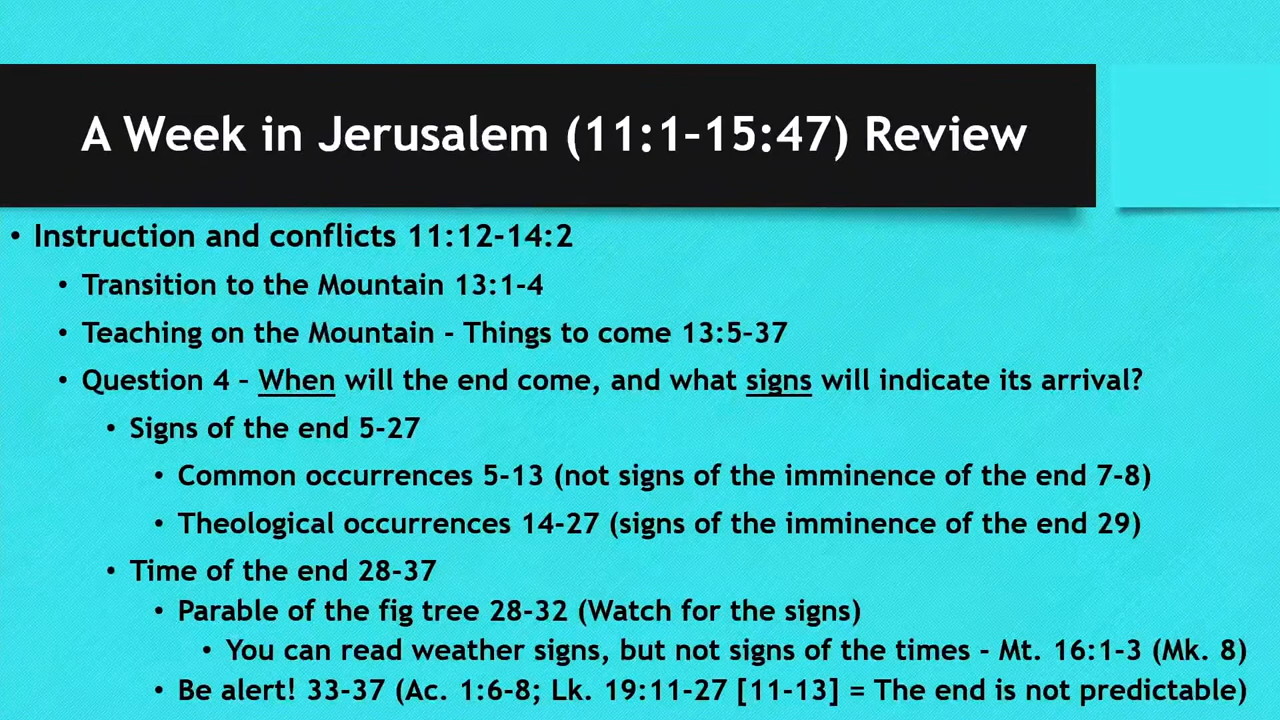 A Week in Jerusalem (11:1–15:47) Review
• Instruction and conflicts 11:12-14:2
• Transition to the Mountain 13:1-4
• Teaching on the Mountain - Things to come 13:5–37
• Question 4 – When will the end come, and what signs will indicate its arrival?
• Signs of the end 5-27
• Common occurrences 5-13 (not signs of the imminence of the end 7-8)
• Theological occurrences 14-27 (signs of the imminence of the end 29)
• Time of the end 28-37
• Parable of the fig tree 28-32 (Watch for the signs)
• You can read weather signs, but not signs of the times - Mt. 16:1-3 (Mk. 8)
• Be alert! 33-37 (Ac. 1:6-8; Lk. 19:11-27 [11-13] = The end is not predictable)